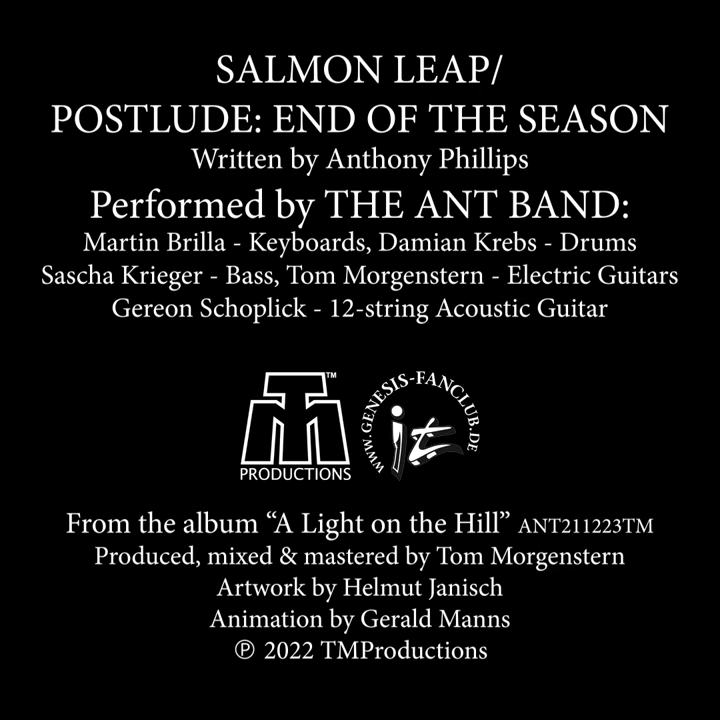 SALMON LEAP/
POSTLUDE: END OF THE SEASON
Written by Anthony Phillips
Performed by THE ANT BAND:
Martin Brilla - Keyboards, Damian Krebs - Drums
Sascha Krieger - Bass, Tom Morgenstern - Electric Guitars
Gereon Schoplick - 12-string Acoustic Guitar
TM™
PRODUCTIONS
WWW.GENESIS-FANCLUB.DE
it
From the album “A Light on the Hill” ANT211223TM
Produced, mixed & mastered by Tom Morgenstern
Artwork by Helmut Janisch
Animation by Gerald Manns
℗ 2022 TMProductions